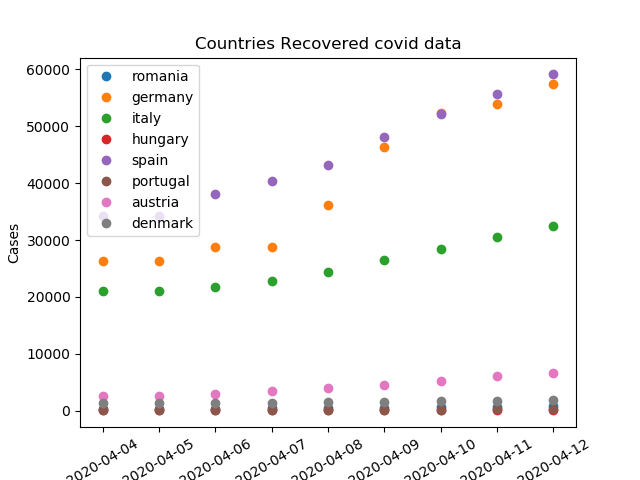 Countries Recovered covid data
60000
50000
40000
30000
20000
10000
0
Cases
romania
germany
italy
hungary
spain
portugal
austria
denmark
2020-04-04
2020-04-05
2020-04-06
2020-04-07
2020-04-08
2020-04-09
2020-04-10
2020-04-11
2020-04-12